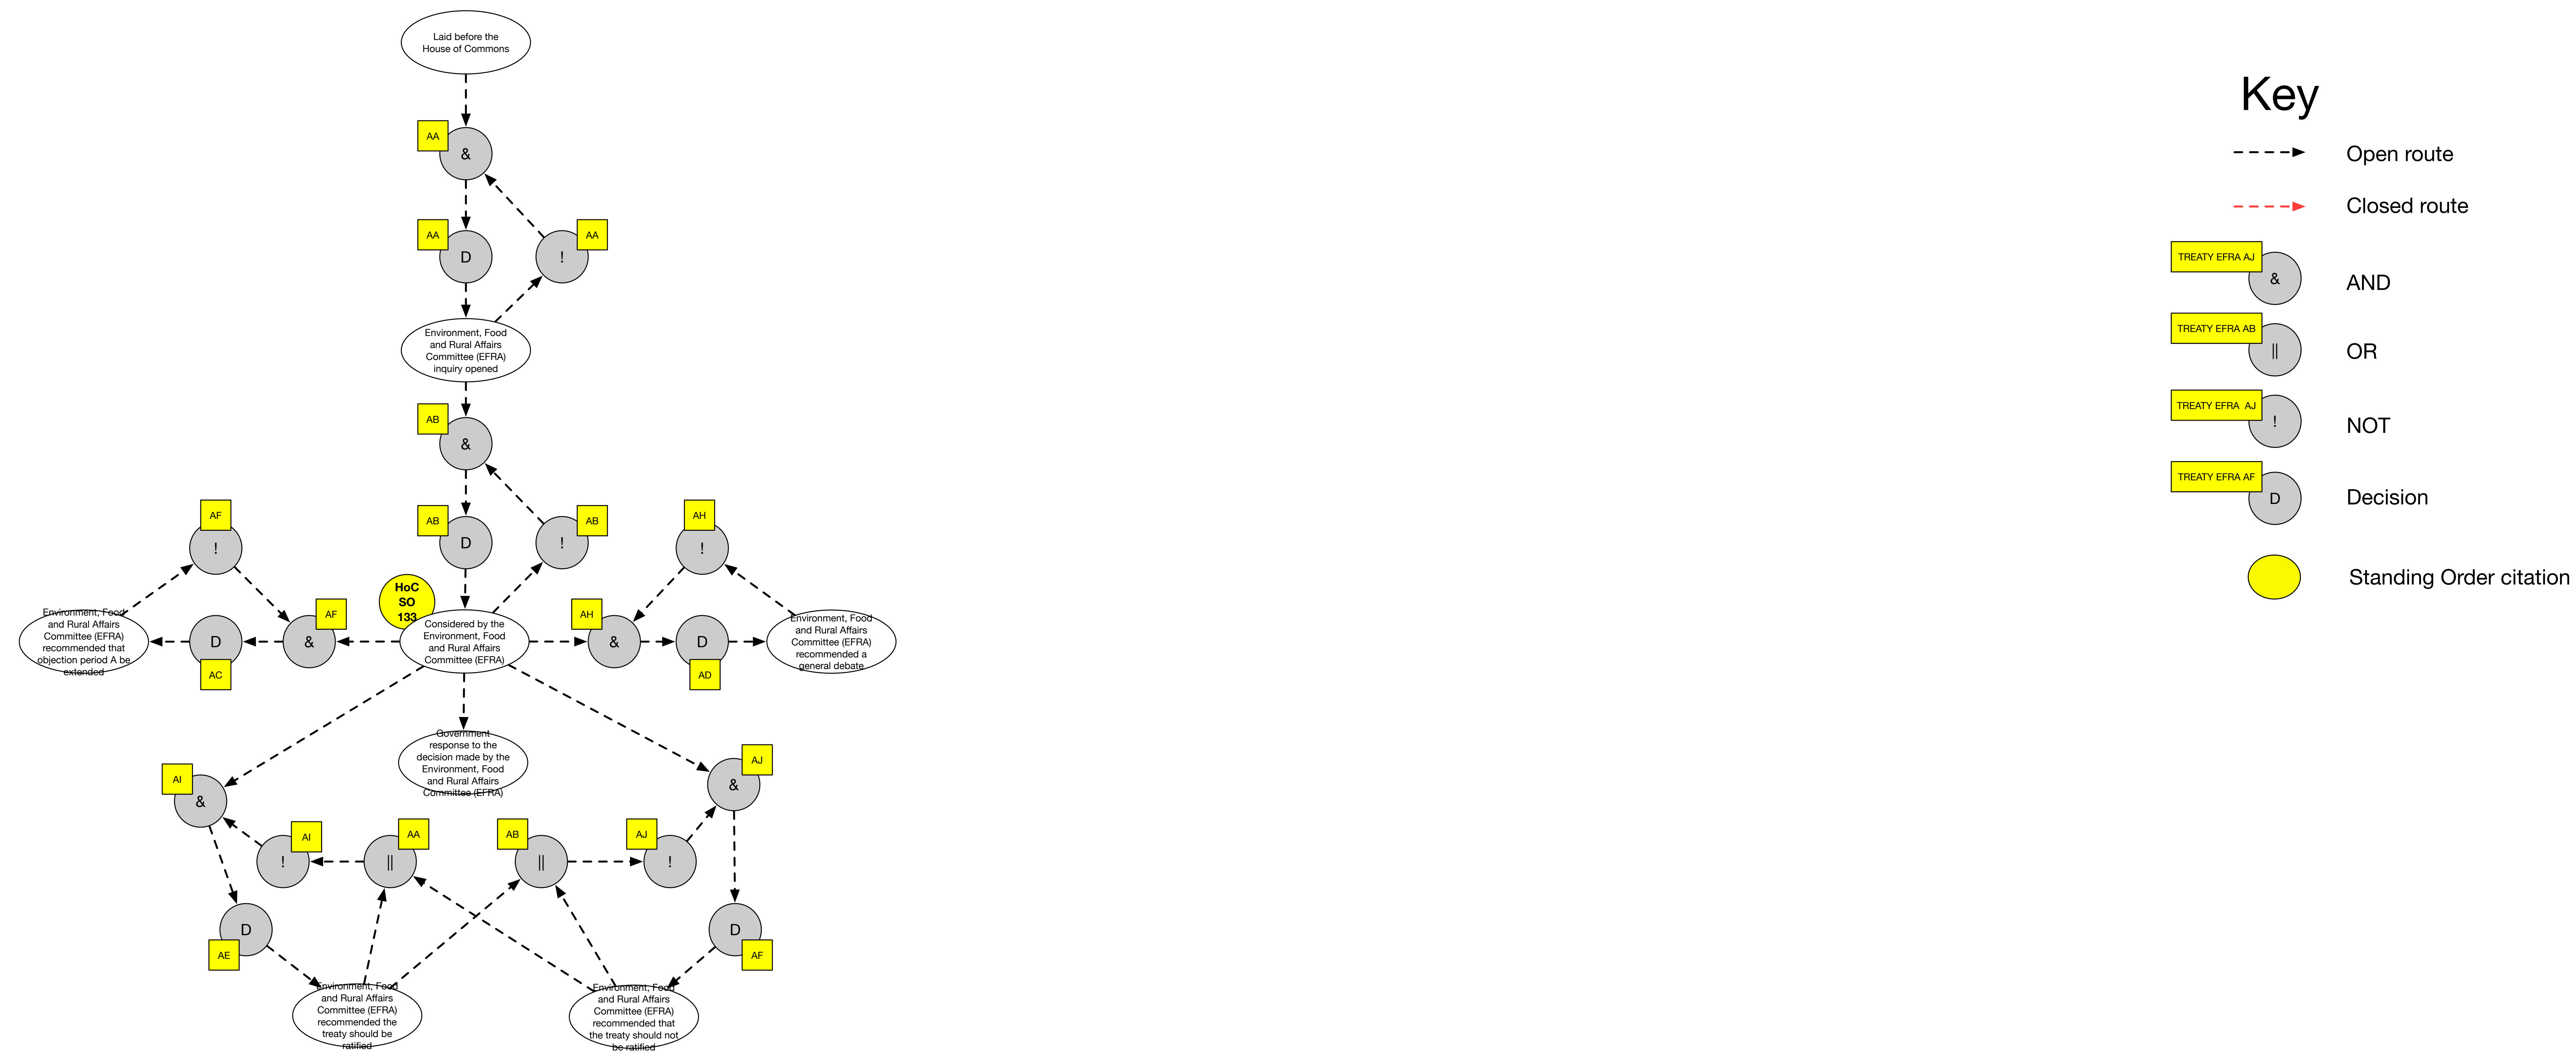 Laid before the
House of Commons
Key
AA
&
Open route
Closed route
AA
D
!
AA
TREATY EFRA AJ
&
AND
Environment, Food
and Rural Affairs
Committee (EFRA)
inquiry opened
TREATY EFRA AB
||
OR
AB
&
TREATY EFRA  AJ
!
NOT
AF
!
AB
D
!
AB
AH
!
TREATY EFRA AF
D
Decision
HoC
SO
133
Standing Order citation
Environment, Food
and Rural Affairs
Committee (EFRA)
recommended that
objection period A be
extended
D
AC
&
AF
Considered by the
Environment, Food
and Rural Affairs
Committee (EFRA)
AH
&
D
AD
Environment, Food
and Rural Affairs
Committee (EFRA)
recommended a
general debate
Government
response to the
decision made by the
Environment, Food
and Rural Affairs
Committee (EFRA)
AI
&
AJ
&
!
AI
||
AA
AB
||
AJ
!
D
AE
D
AF
Environment, Food
and Rural Affairs
Committee (EFRA)
recommended the
treaty should be
ratified
Environment, Food
and Rural Affairs
Committee (EFRA)
recommended that
the treaty should not
be ratified